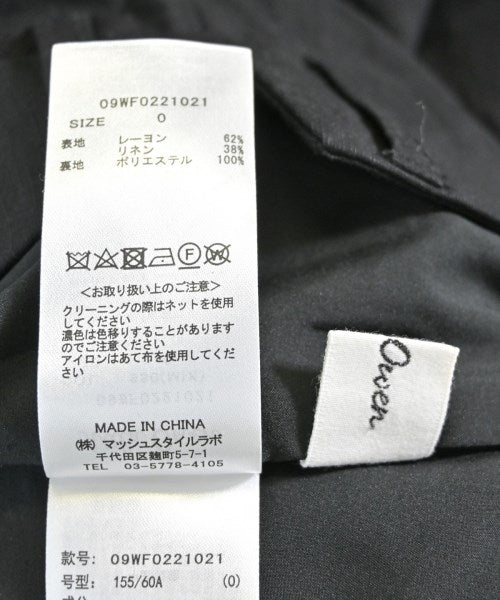 09WF0221021
SIZE 0
表地 レーヨン 62%
リネン 38%
裏地 ポリエステル 100%
<お取り扱い上のご注意>
クリーニングの際はネットを使用
してください
濃色は色移りすることがあります
のでご注意ください
アイロンはあて布を使用してくだ
さい
MADE IN CHINA
(株) マッシュスタイルラボ
千代田区麹町5-7-1
TEL 03-5778-4105
Owen
款号: 09WF0221021
号型: 155/60A (0)